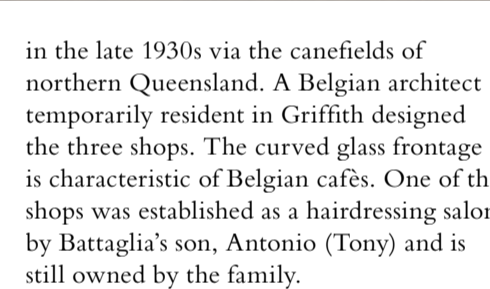 in the late 1930s via the canefields of
northern Queensland. A Belgian architect
temporarily resident in Griffith designed
the three shops. The curved glass frontage
is characteristic of Belgian cafès. One of th
shops was established as a hairdressing salon
by Battaglia’s son, Antonio (Tony) and is
still owned by the family.